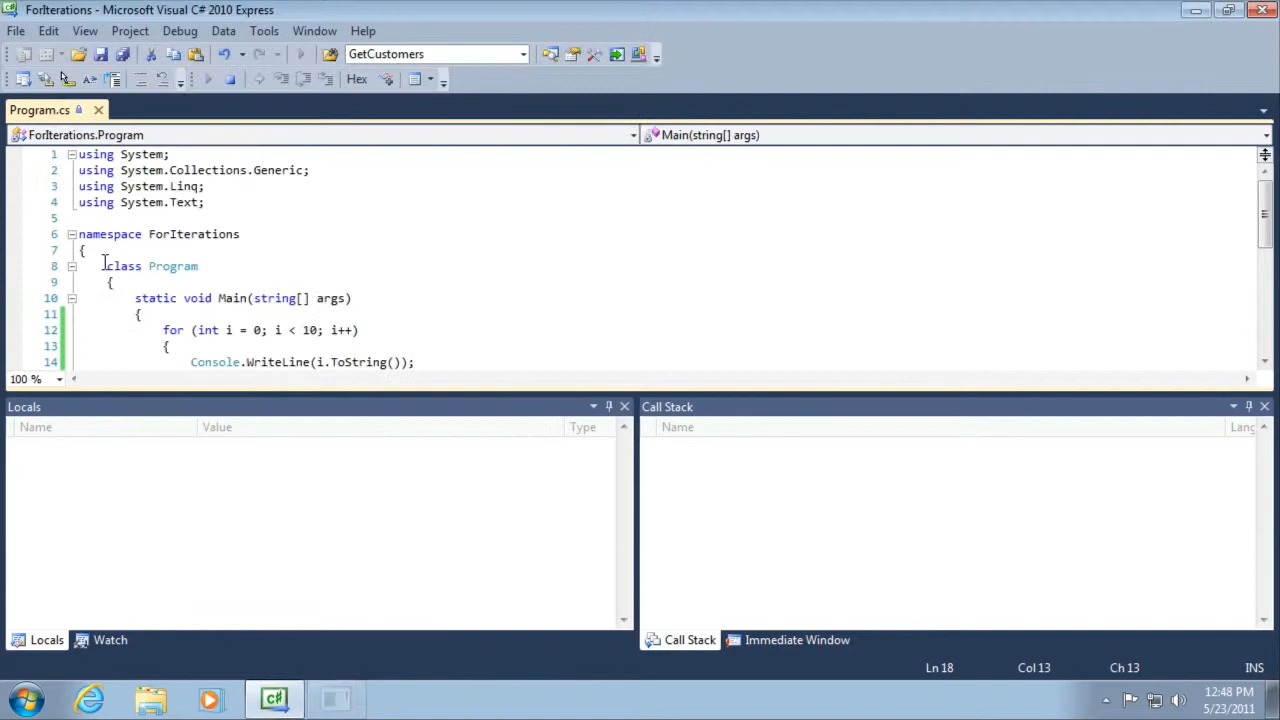 ForIterations - Microsoft Visual C# 2010 Express
File Edit View Project Debug Data Tools Window Help
GetCustomers
Hex
Program.cs
ForIterations.Program
Main(string[] args)
1 using System;
2 using System.Collections.Generic;
3 using System.Linq;
4 using System.Text;
5
6 namespace ForIterations
7 {
8 class Program
9 {
10 static void Main(string[] args)
11 {
12 for (int i = 0; i < 10; i++)
13 {
14 Console.WriteLine(i.ToString());
100 %
Locals
Name Value Type
Call Stack
Name Lang
Locals Watch
Call Stack Immediate Window
Ln 18 Col 13 Ch 13 INS
C#
12:48 PM
5/23/2011